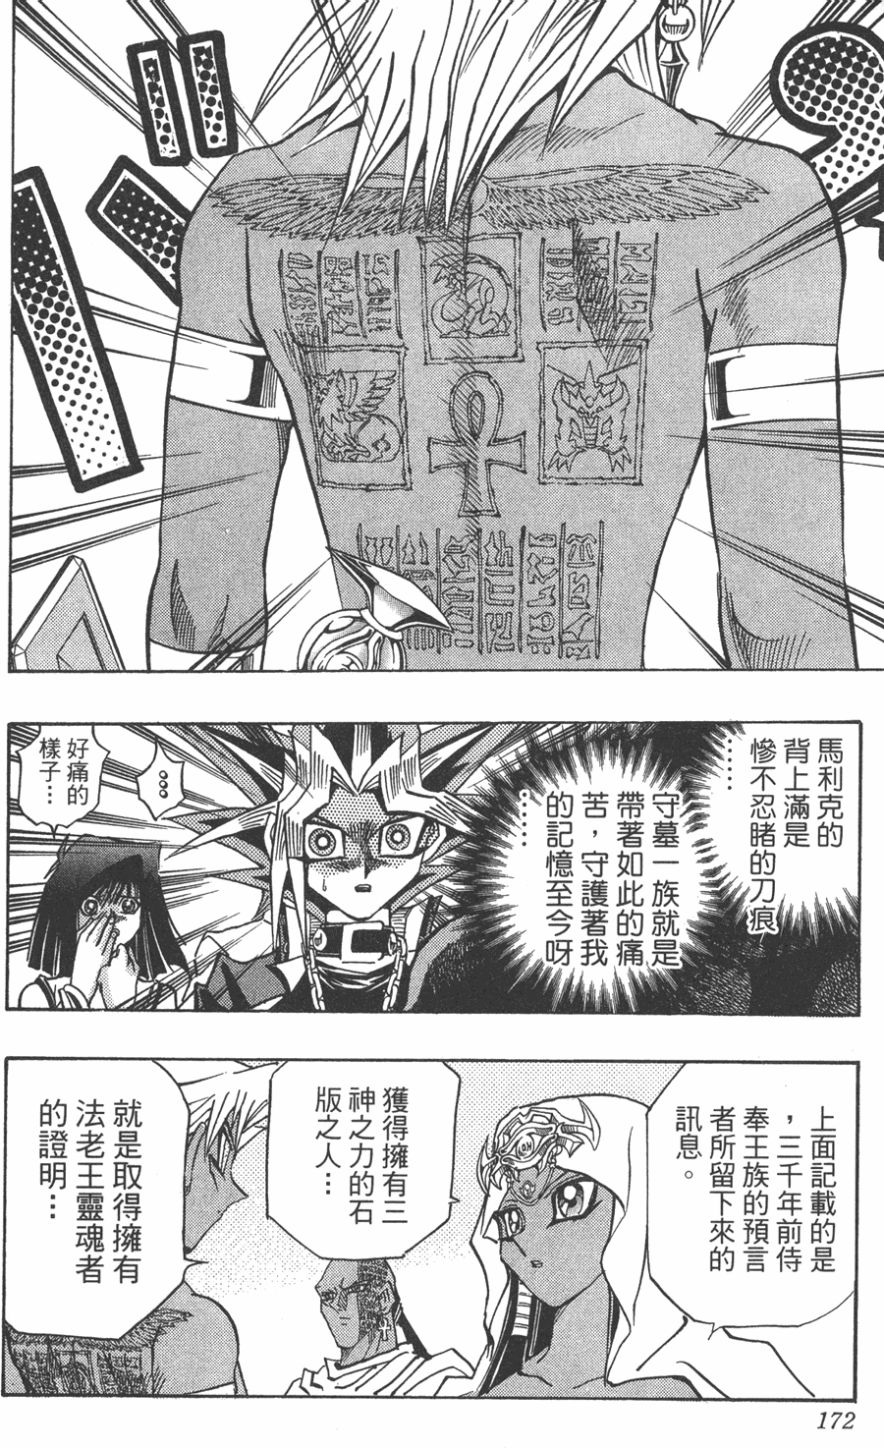 馬利克的
背上滿是
慘不忍睹的刀痕
……
守墓一族就是
帶著如此的痛
苦，守護著我
的記憶至今呀
……
…
好痛的
樣子…
上面記載的是
，三千年前侍
奉王族的預言
者所留下來的
訊息。
獲得擁有三
神之力的石
版之人…
就是取得擁有
法老王靈魂者
的證明…
172